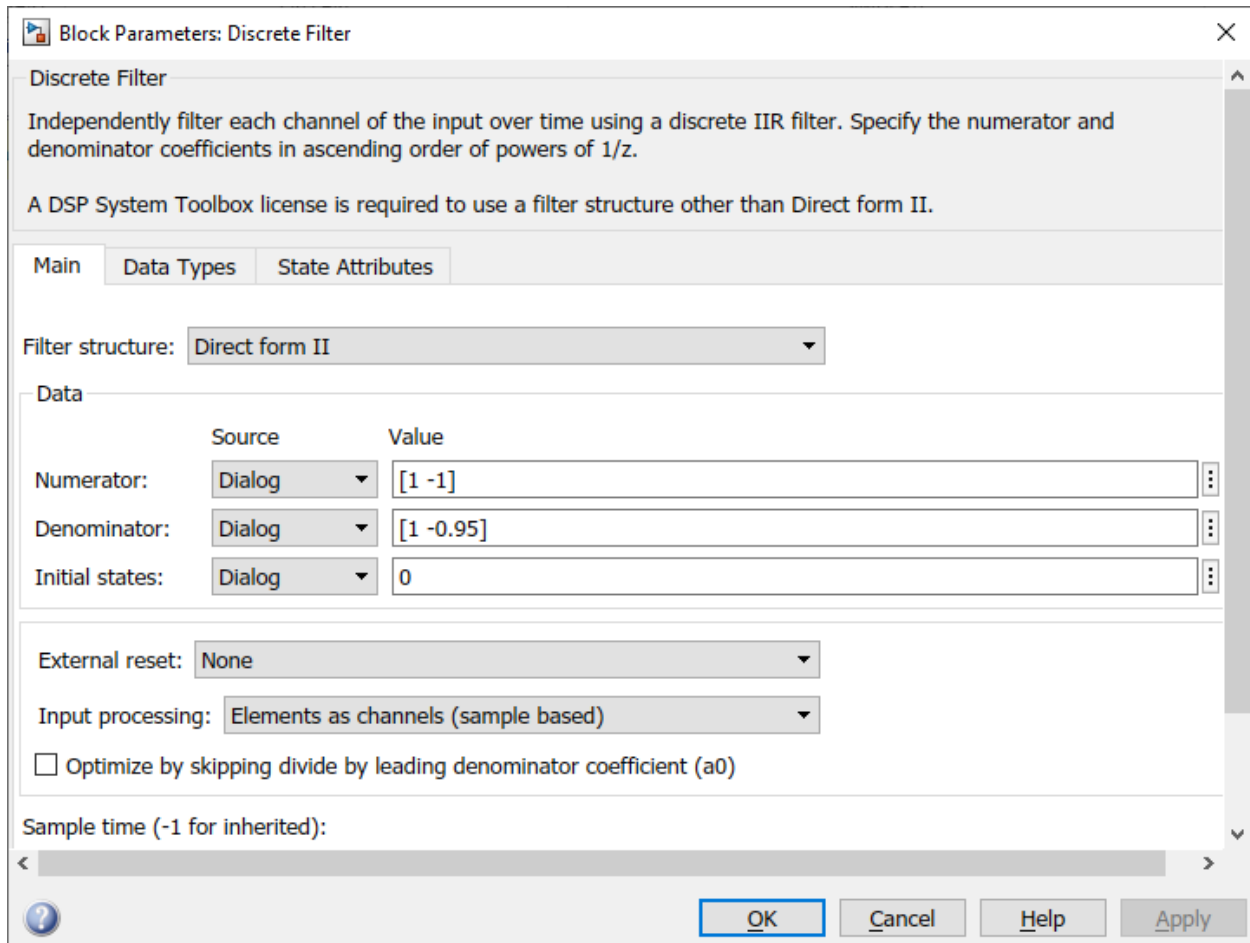 Block Parameters: Discrete Filter
Discrete Filter
Independently filter each channel of the input over time using a discrete IIR filter. Specify the numerator and
denominator coefficients in ascending order of powers of 1/z.
A DSP System Toolbox license is required to use a filter structure other than Direct form II.
Main Data Types State Attributes
Filter structure: Direct form II
Data
Source Value
Numerator: Dialog [1 -1]
Denominator: Dialog [1 -0.95]
Initial states: Dialog 0
External reset: None
Input processing: Elements as channels (sample based)
Optimize by skipping divide by leading denominator coefficient (a0)
Sample time (-1 for inherited):
OK Cancel Help Apply